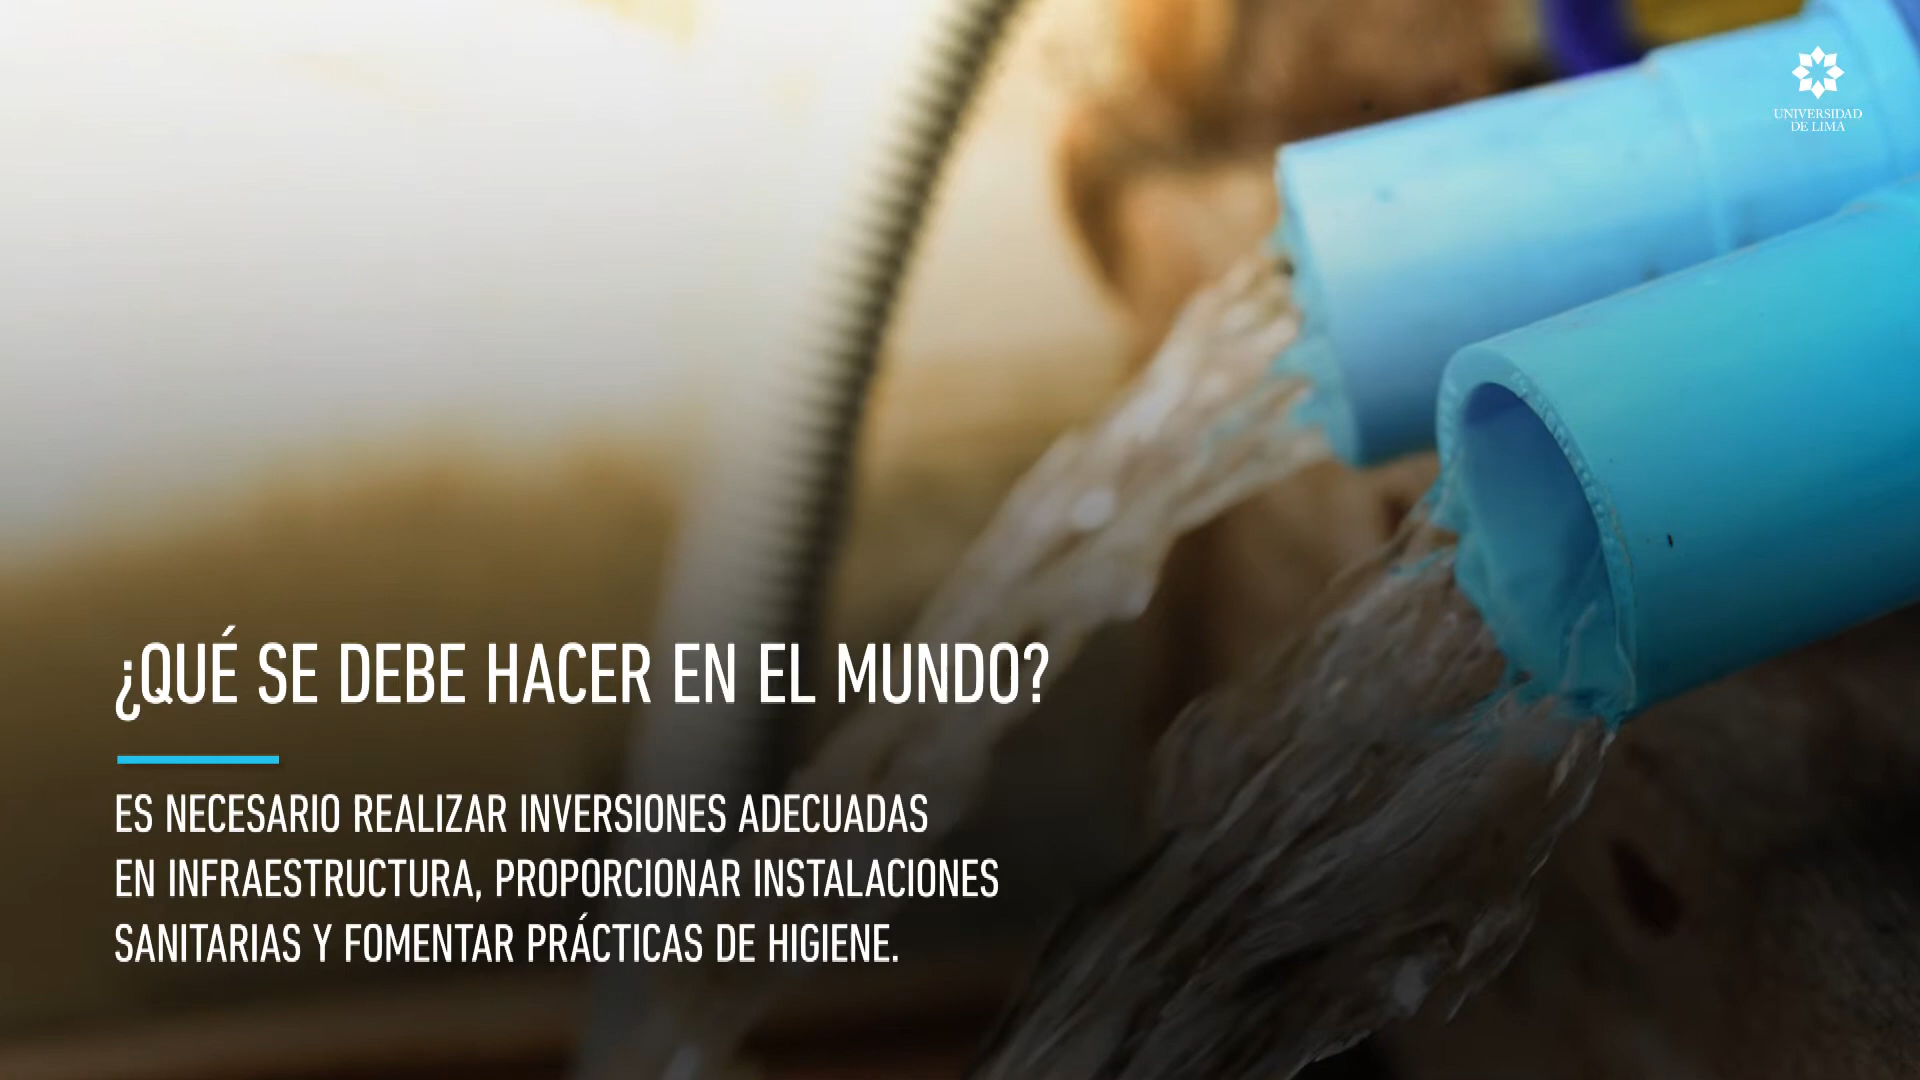 UNIVERSIDAD
DE LIMA
¿QUÉ SE DEBE HACER EN EL MUNDO?
ES NECESARIO REALIZAR INVERSIONES ADECUADAS
EN INFRAESTRUCTURA, PROPORCIONAR INSTALACIONES
SANITARIAS Y FOMENTAR PRÁCTICAS DE HIGIENE.